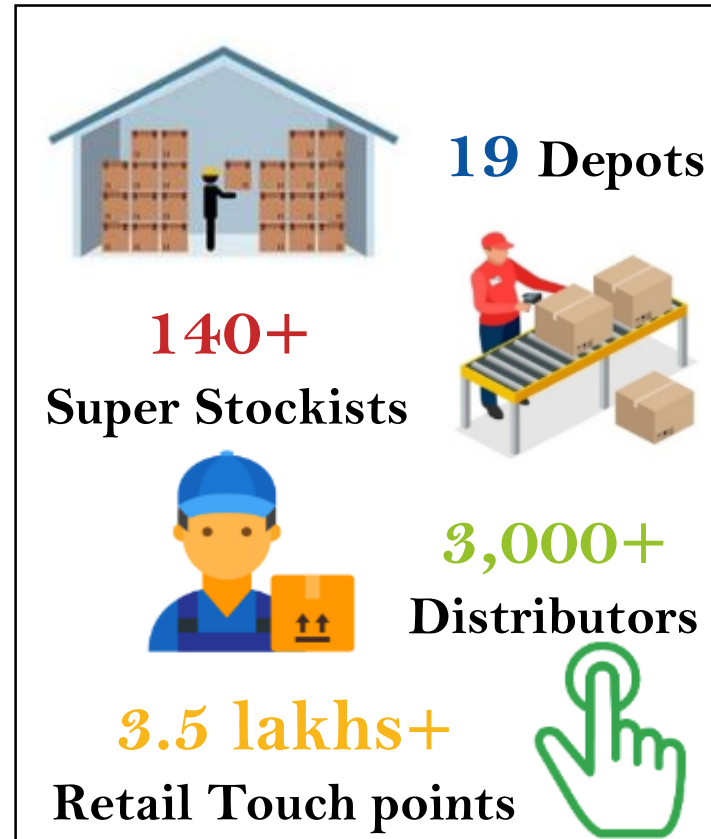 19 Depots
140+
Super Stockists
3,000+
Distributors
3.5 lakhs+
Retail Touch points